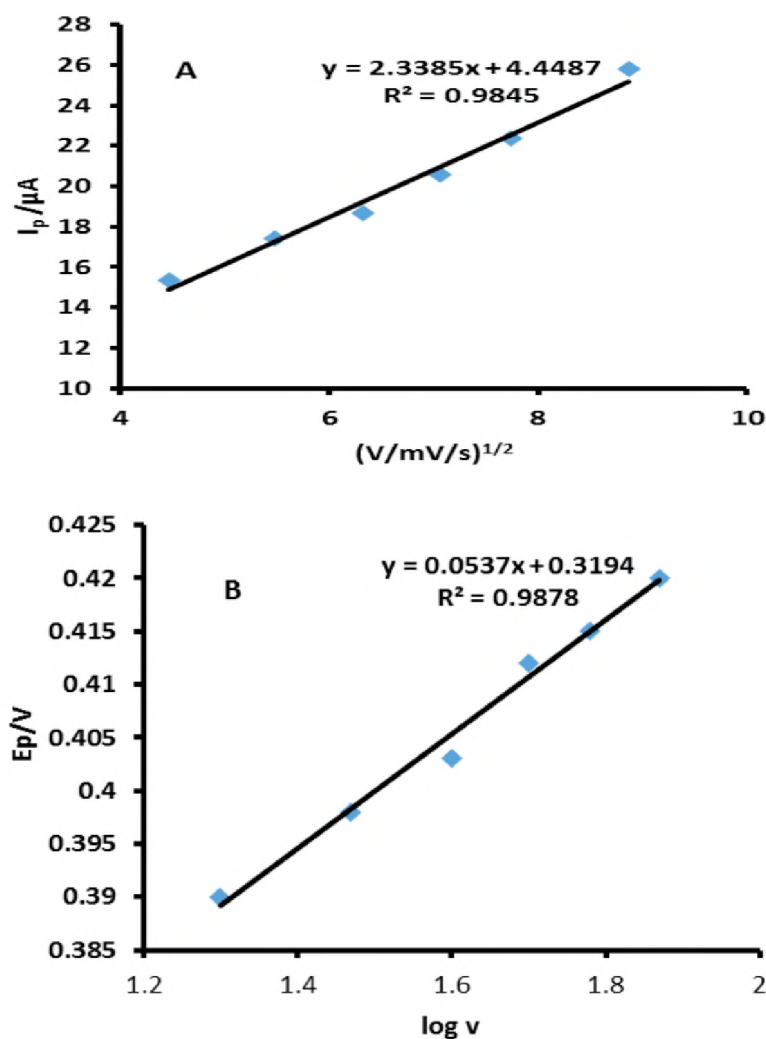 28
26
24
22
20
18
16
14
12
10
A
y = 2.3385x + 4.4487
R² = 0.9845
Iₚ/µA
4 6 8 10
(V/mV/s)¹/²
0.425
0.42
0.415
0.41
0.405
0.4
0.395
0.39
0.385
B
y = 0.0537x + 0.3194
R² = 0.9878
Ep/V
1.2 1.4 1.6 1.8 2
log v